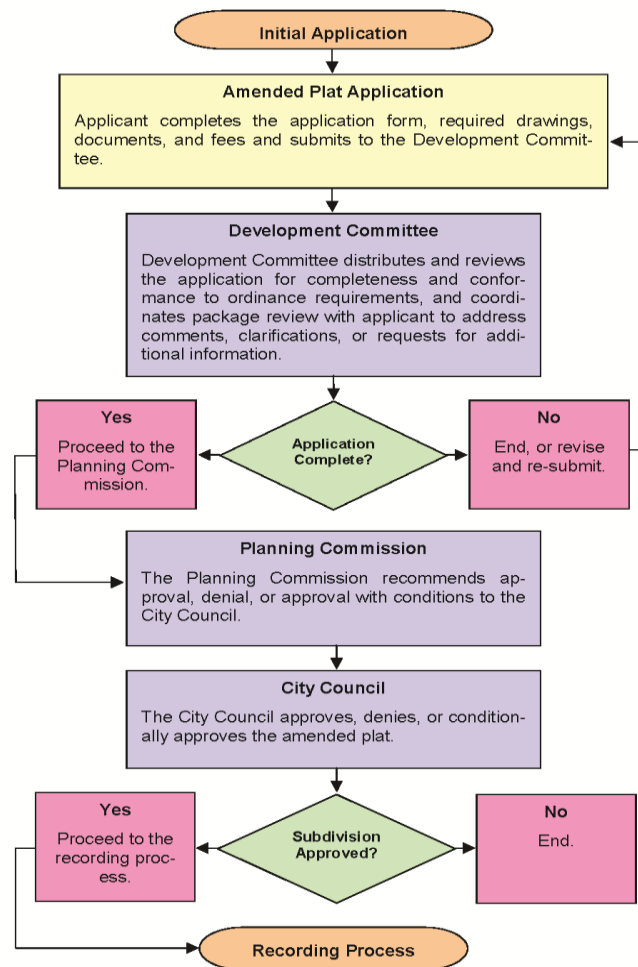 Initial Application
Amended Plat Application
Applicant completes the application form, required drawings,
documents, and fees and submits to the Development Commit-
tee.
Development Committee
Development Committee distributes and reviews
the application for completeness and confor-
mance to ordinance requirements, and coordi-
nates package review with applicant to address
comments, clarifications, or requests for addi-
tional information.
Yes
Proceed to the
Planning Com-
mission.
Application
Complete?
No
End, or revise
and re-submit.
Planning Commission
The Planning Commission recommends ap-
proval, denial, or approval with conditions to the
City Council.
City Council
The City Council approves, denies, or condition-
ally approves the amended plat.
Yes
Proceed to the
recording proc-
ess.
Subdivision
Approved?
No
End.
Recording Process